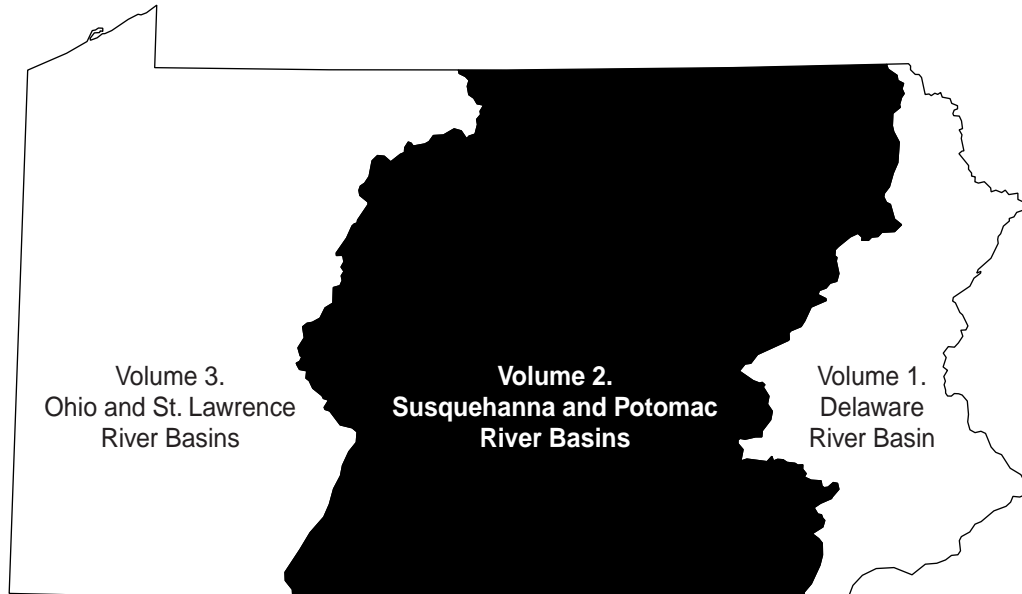 Volume 3.
Ohio and St. Lawrence
River Basins
Volume 2.
Susquehanna and Potomac
River Basins
Volume 1.
Delaware
River Basin